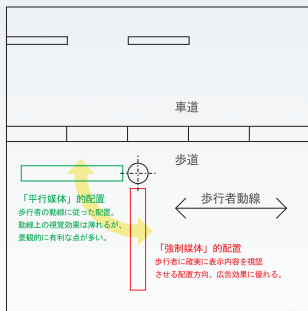 車道
歩道
歩行者動線
「平行媒体」的配置
歩行者の動線に従った配置。
動線上の視覚効果は薄れるが、
景観的に有利な点が多い。
「強制媒体」的配置
歩行者に確実に表示内容を視認
させる配置方向。広告効果に優れる。